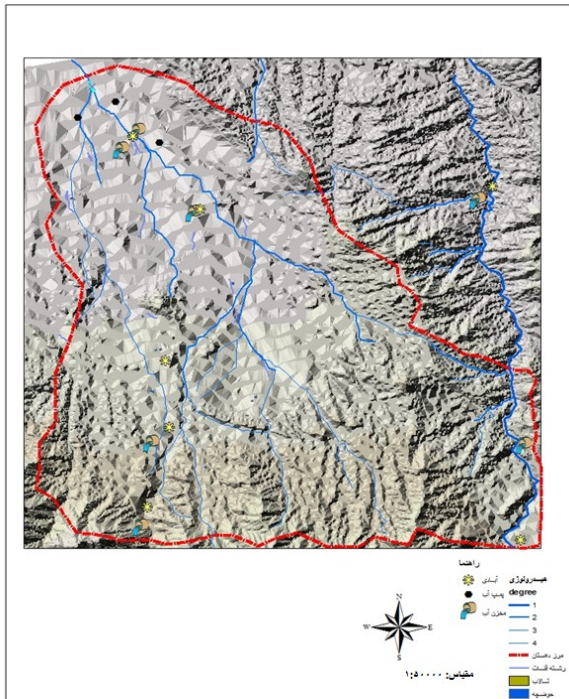 راهنما
آبادی
پمپ آب
مخزن آب
هیدرولوژی
degree
1
2
3
4
مرز دهستان
رشته قنات
تالاب
حوضچه
N
W E
S
مقیاس: ۱:۵۰۰۰۰